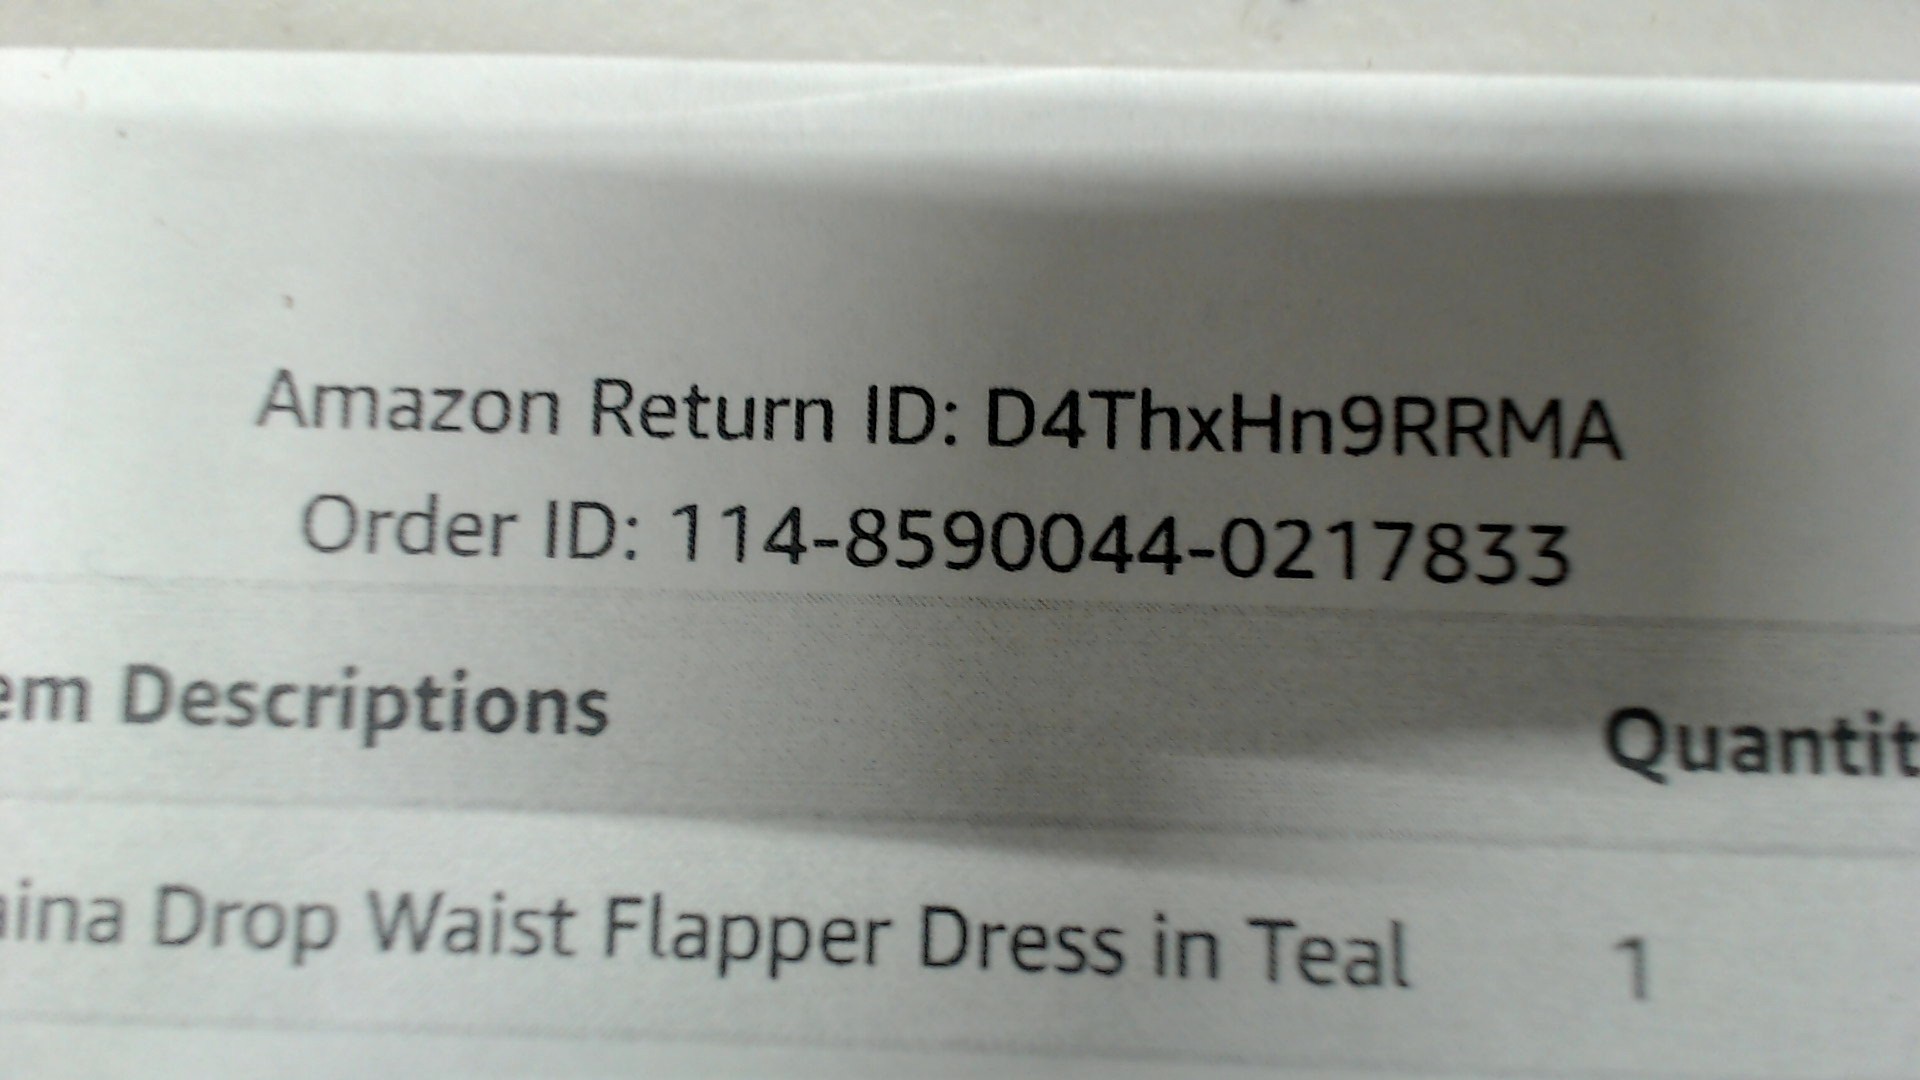 Amazon Return ID: D4ThxHn9RRMA
Order ID: 114-8590044-0217833
em Descriptions Quantit
aina Drop Waist Flapper Dress in Teal 1